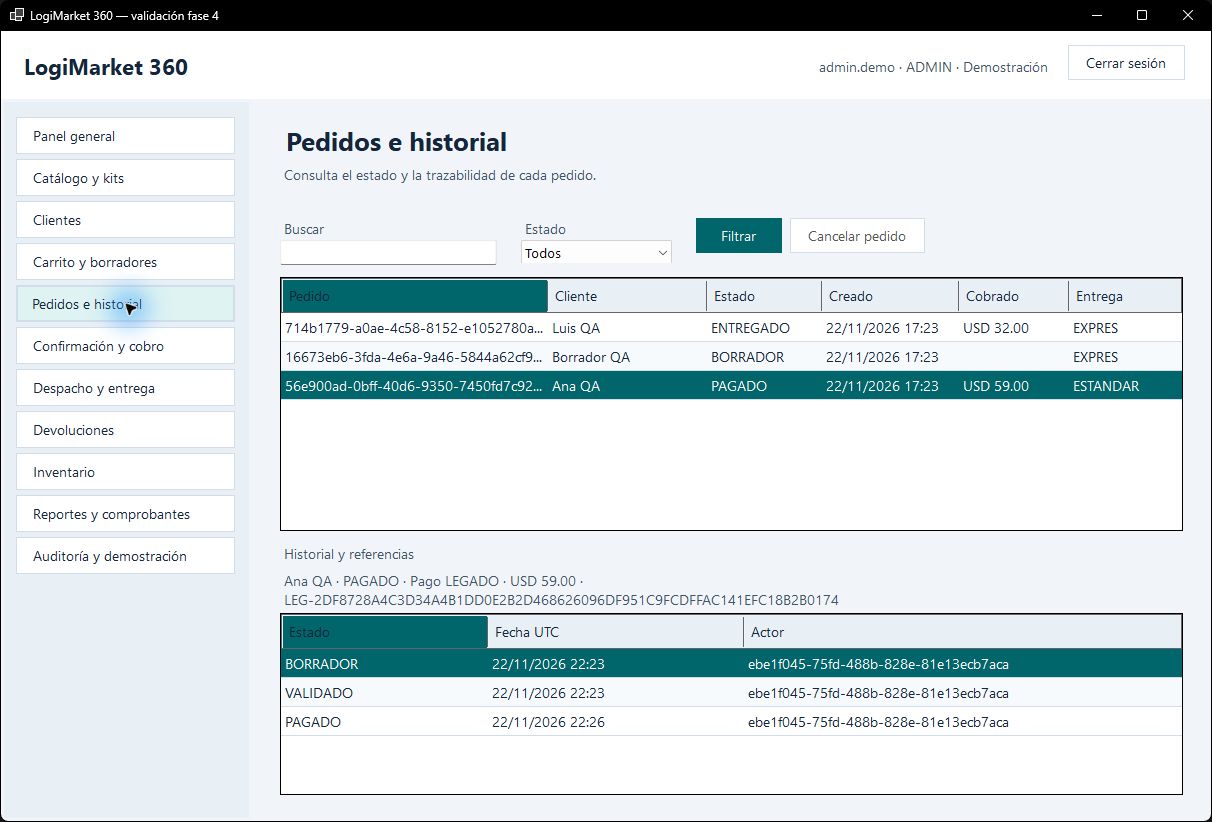 LogiMarket 360 — validación fase 4
LogiMarket 360
admin.demo · ADMIN · Demostración
Cerrar sesión
Panel general
Catálogo y kits
Clientes
Carrito y borradores
Pedidos e historial
Confirmación y cobro
Despacho y entrega
Devoluciones
Inventario
Reportes y comprobantes
Auditoría y demostración
Pedidos e historial
Consulta el estado y la trazabilidad de cada pedido.
Buscar
Estado
Todos
Filtrar
Cancelar pedido
Pedido Cliente Estado Creado Cobrado Entrega
714b1779-a0ae-4c58-8152-e1052780a... Luis QA ENTREGADO 22/11/2026 17:23 USD 32.00 EXPRES
16673eb6-3fda-4e6a-9a46-5844a62cf9... Borrador QA BORRADOR 22/11/2026 17:23 EXPRES
56e900ad-0bff-40d6-9350-7450fd7c92... Ana QA PAGADO 22/11/2026 17:23 USD 59.00 ESTANDAR
Historial y referencias
Ana QA · PAGADO · Pago LEGADO · USD 59.00 ·
LEG-2DF8728A4C3D34A4B1DD0E2B2D468626096DF951C9FCDFFAC141EFC18B2B0174
Estado Fecha UTC Actor
BORRADOR 22/11/2026 22:23 ebe1f045-75fd-488b-828e-81e13ecb7aca
VALIDADO 22/11/2026 22:23 ebe1f045-75fd-488b-828e-81e13ecb7aca
PAGADO 22/11/2026 22:26 ebe1f045-75fd-488b-828e-81e13ecb7aca